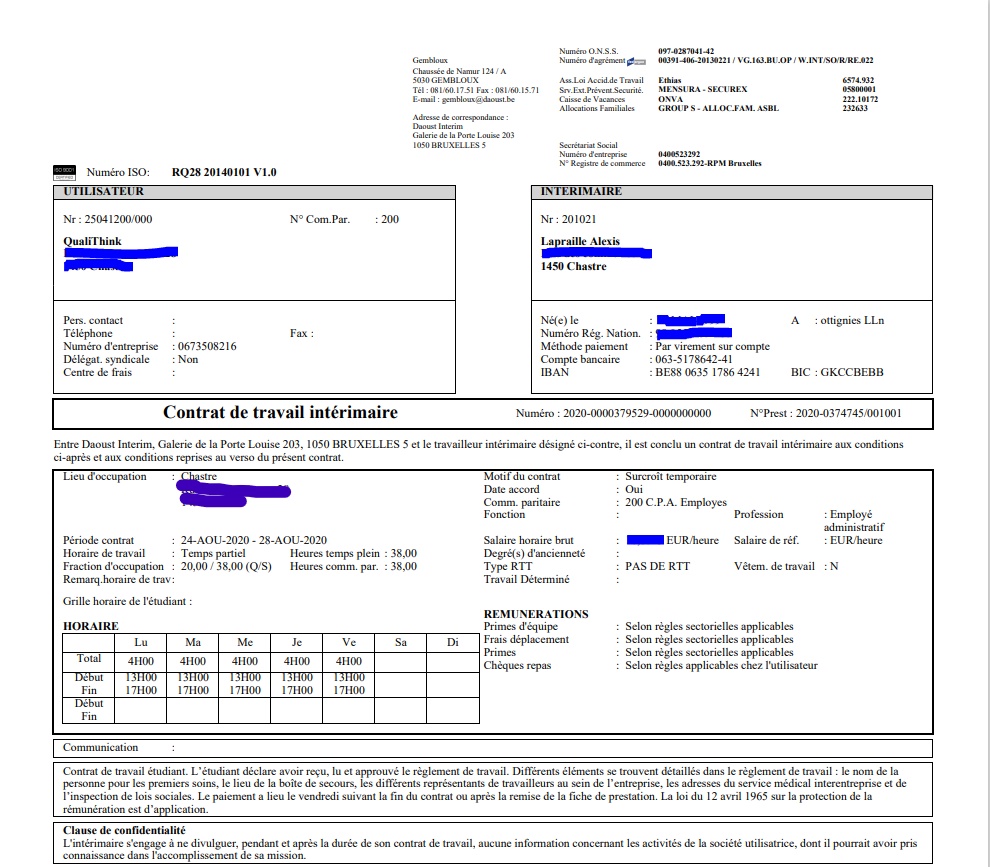 Gembloux
Chaussée de Namur 124 / A
5030 GEMBLOUX
Tél : 081/60.17.51 Fax : 081/60.15.71
E-mail : gembloux@daoust.be
Adresse de correspondance :
Daoust Interim
Galerie de la Porte Louise 203
1050 BRUXELLES 5
Numéro O.N.S.S. 097-0287041-42
Numéro d'agrément 00391-406-20130221 / VG.163.BU.OP / W.INT/SO/R/RE.022
Ass.Loi Accid.de Travail Ethias 6574.932
Srv.Ext.Prévent.Securité. MENSURA - SECUREX 05800001
Caisse de Vacances ONVA 222.10172
Allocations Familiales GROUP S - ALLOC.FAM. ASBL 232633
Secrétariat Social
Numéro d'entreprise 0400523292
N° Registre de commerce 0400.523.292-RPM Bruxelles
Numéro ISO: RQ28 20140101 V1.0
UTILISATEUR
Nr : 25041200/000 N° Com.Par. : 200
QualiThink
Pers. contact :
Téléphone : Fax :
Numéro d'entreprise : 0673508216
Délégat. syndicale : Non
Centre de frais :
INTERIMAIRE
Nr : 201021
Lapraille Alexis
1450 Chastre
Né(e) le : A : ottignies LLn
Numéro Rég. Nation. :
Méthode paiement : Par virement sur compte
Compte bancaire : 063-5178642-41
IBAN : BE88 0635 1786 4241 BIC : GKCCBEBB
Contrat de travail intérimaire Numéro : 2020-0000379529-0000000000 N°Prest : 2020-0374745/001001
Entre Daoust Interim, Galerie de la Porte Louise 203, 1050 BRUXELLES 5 et le travailleur intérimaire désigné ci-contre, il est conclu un contrat de travail intérimaire aux conditions
ci-après et aux conditions reprises au verso du présent contrat.
Lieu d'occupation : Chastre
Période contrat : 24-AOU-2020 - 28-AOU-2020
Horaire de travail : Temps partiel Heures temps plein : 38,00
Fraction d'occupation : 20,00 / 38,00 (Q/S) Heures comm. par. : 38,00
Remarq.horaire de trav:
Grille horaire de l'étudiant :
HORAIRE
Lu Ma Me Je Ve Sa Di
Total 4H00 4H00 4H00 4H00 4H00
Début 13H00 13H00 13H00 13H00 13H00
Fin 17H00 17H00 17H00 17H00 17H00
Début
Fin
Motif du contrat : Surcroît temporaire
Date accord : Oui
Comm. paritaire : 200 C.P.A. Employes
Fonction : Profession : Employé
administratif
Salaire horaire brut : EUR/heure Salaire de réf. : EUR/heure
Degré(s) d'ancienneté :
Type RTT : PAS DE RTT Vêtem. de travail : N
Travail Déterminé :
REMUNERATIONS
Primes d'équipe : Selon règles sectorielles applicables
Frais déplacement : Selon règles sectorielles applicables
Primes : Selon règles sectorielles applicables
Chèques repas : Selon règles applicables chez l'utilisateur
Communication :
Contrat de travail étudiant. L'étudiant déclare avoir reçu, lu et approuvé le règlement de travail. Différents éléments se trouvent détaillés dans le règlement de travail : le nom de la
personne pour les premiers soins, le lieu de la boîte de secours, les différents représentants de travailleurs au sein de l'entreprise, les adresses du service médical interentreprise et de
l'inspection de lois sociales. Le paiement a lieu le vendredi suivant la fin du contrat ou après la remise de la fiche de prestation. La loi du 12 avril 1965 sur la protection de la
rémunération est d'application.
Clause de confidentialité
L'intérimaire s'engage à ne divulguer, pendant et après la durée de son contrat de travail, aucune information concernant les activités de la société utilisatrice, dont il pourrait avoir pris
connaissance dans l'accomplissement de sa mission.